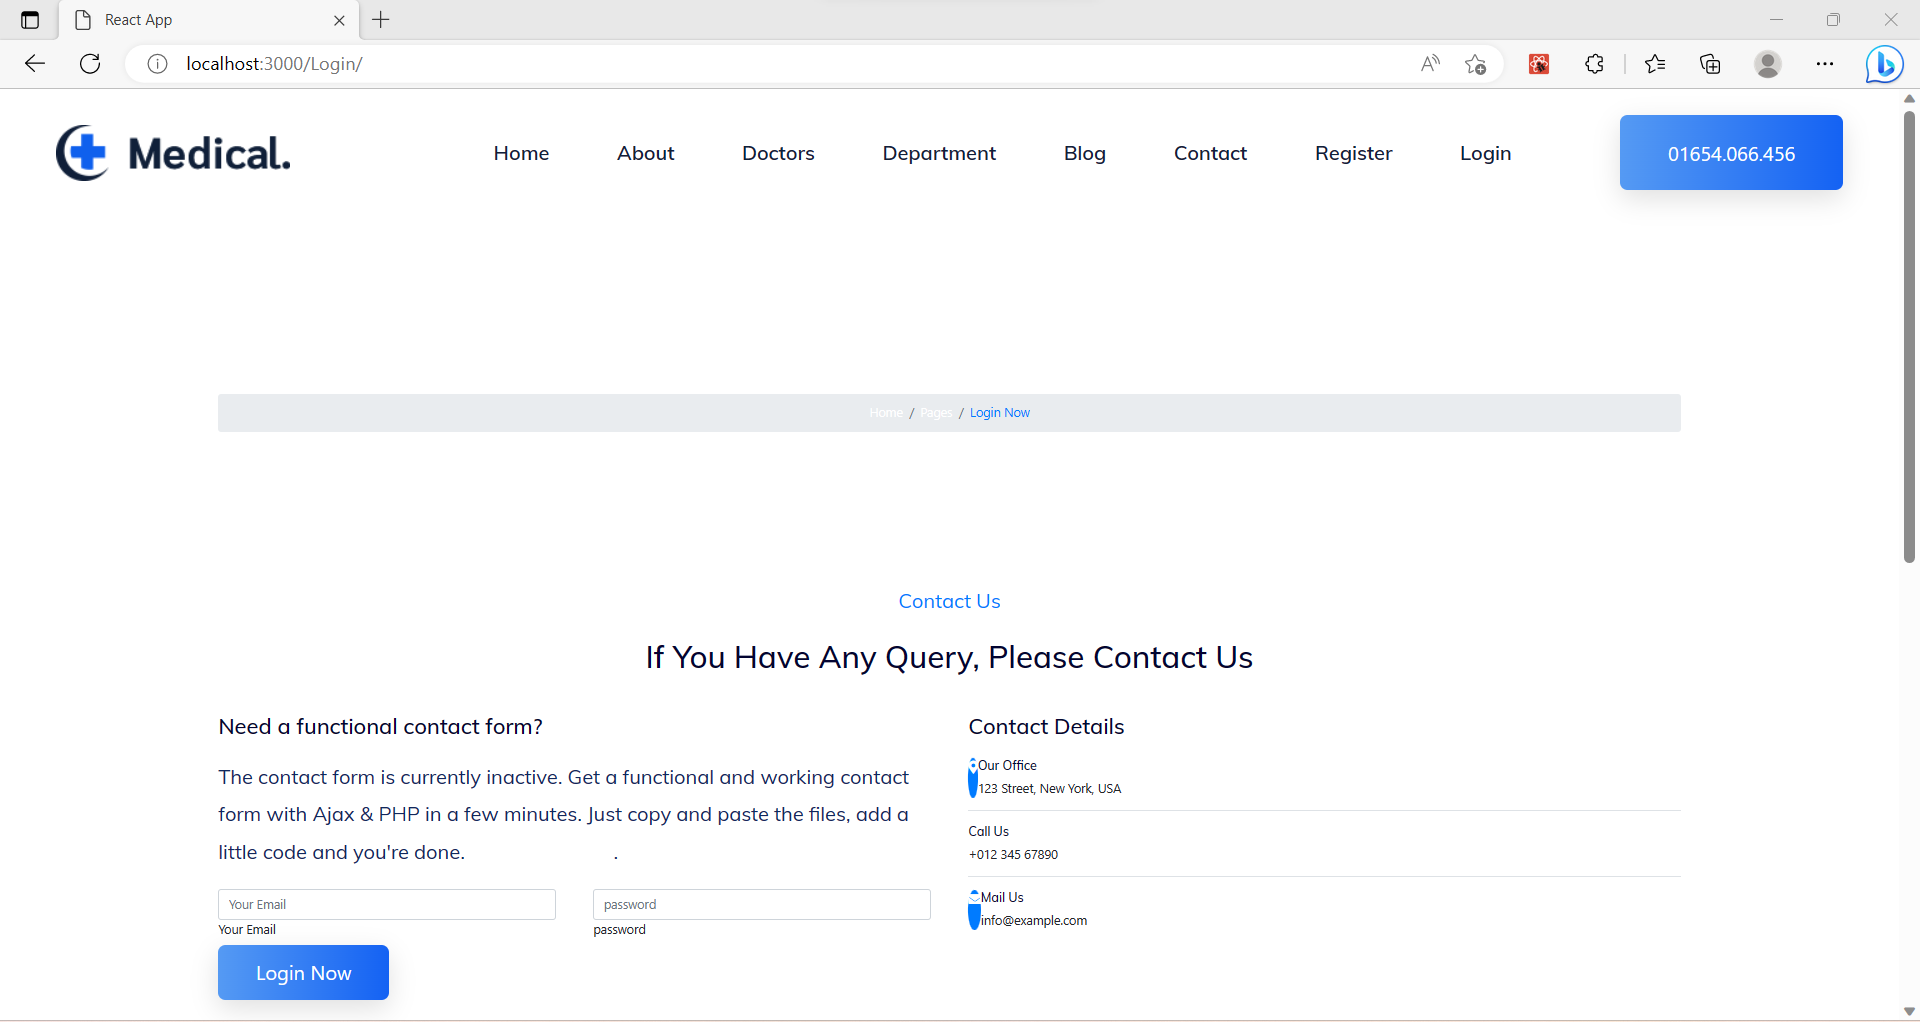 React App
localhost:3000/Login/
Medical.
Home About Doctors Department Blog Contact Register Login
01654.066.456
Home / Pages / Login Now
Contact Us
If You Have Any Query, Please Contact Us
Need a functional contact form?
The contact form is currently inactive. Get a functional and working contact
form with Ajax & PHP in a few minutes. Just copy and paste the files, add a
little code and you're done. .
Your Email
password
Your Email
password
Login Now
Contact Details
Our Office
123 Street, New York, USA
Call Us
+012 345 67890
Mail Us
info@example.com